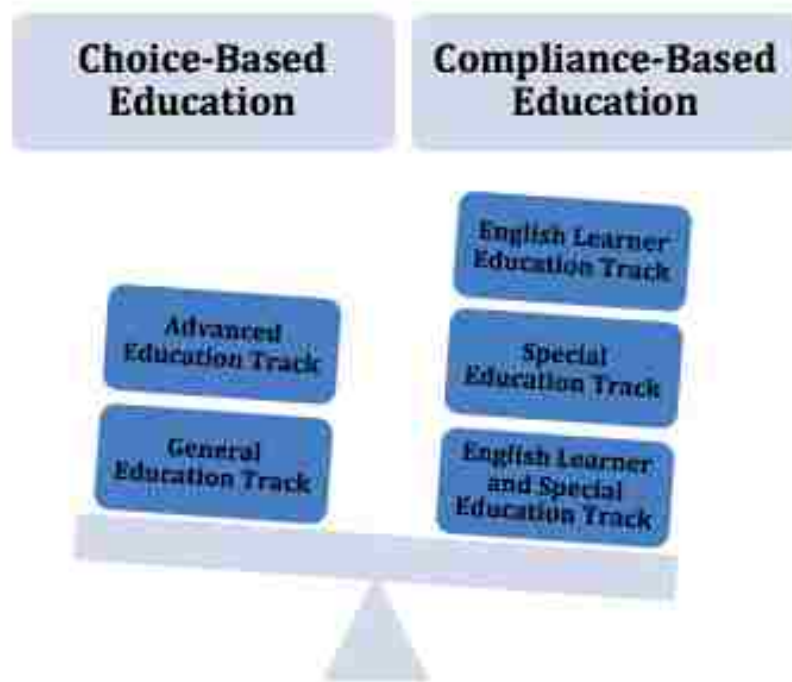 Choice-Based
Education
Compliance-Based
Education
Advanced
Education Track
General
Education Track
English Learner
Education Track
Special
Education Track
English Learner
and Special
Education Track